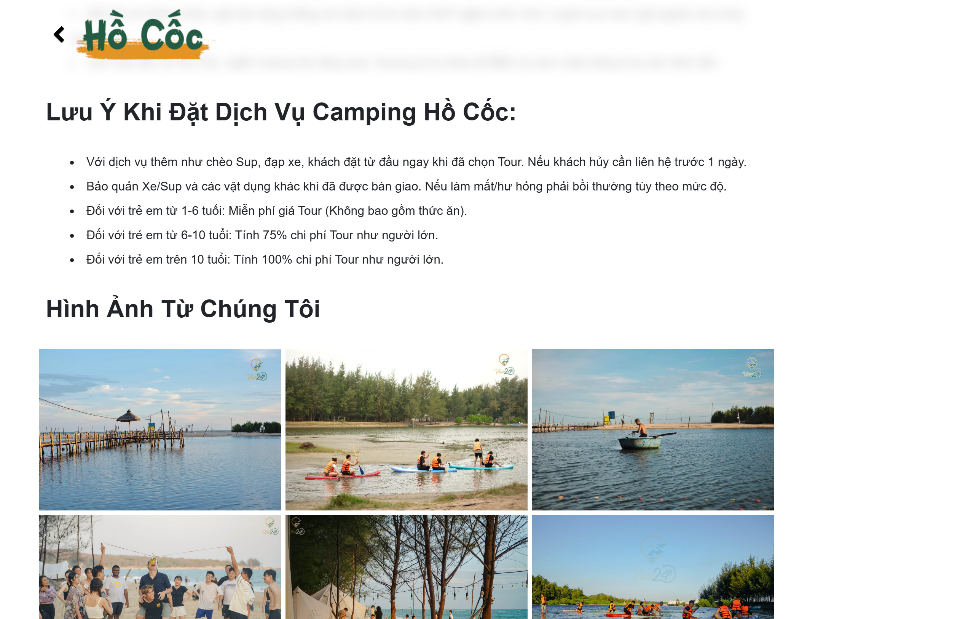 Hồ Cốc
Lưu Ý Khi Đặt Dịch Vụ Camping Hồ Cốc:
Với dịch vụ thêm như chèo Sup, đạp xe, khách đặt từ đầu ngay khi đã chọn Tour. Nếu khách hủy cần liên hệ trước 1 ngày.
Bảo quản Xe/Sup và các vật dụng khác khi đã được bàn giao. Nếu làm mất/hư hỏng phải bồi thường tùy theo mức độ.
Đối với trẻ em từ 1-6 tuổi: Miễn phí giá Tour (Không bao gồm thức ăn).
Đối với trẻ em từ 6-10 tuổi: Tính 75% chi phí Tour như người lớn.
Đối với trẻ em trên 10 tuổi: Tính 100% chi phí Tour như người lớn.
Hình Ảnh Từ Chúng Tôi